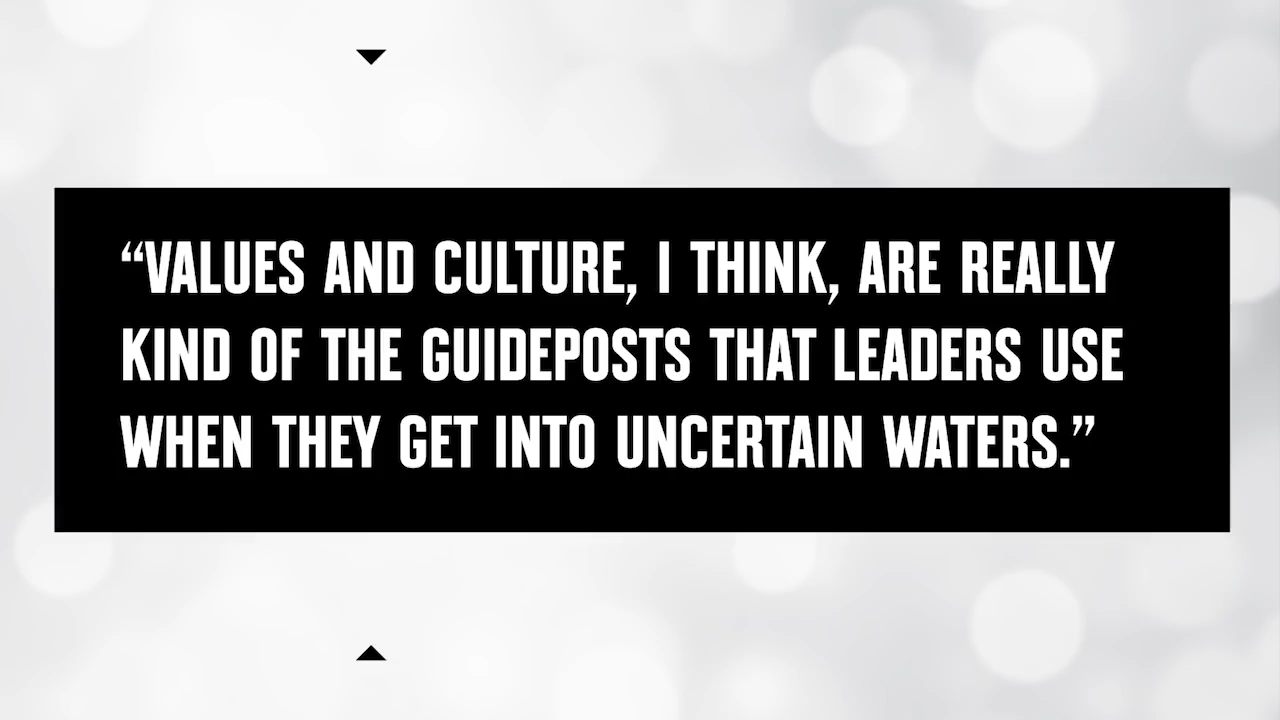 “VALUES AND CULTURE, I THINK, ARE REALLY
KIND OF THE GUIDEPOSTS THAT LEADERS USE
WHEN THEY GET INTO UNCERTAIN WATERS.”